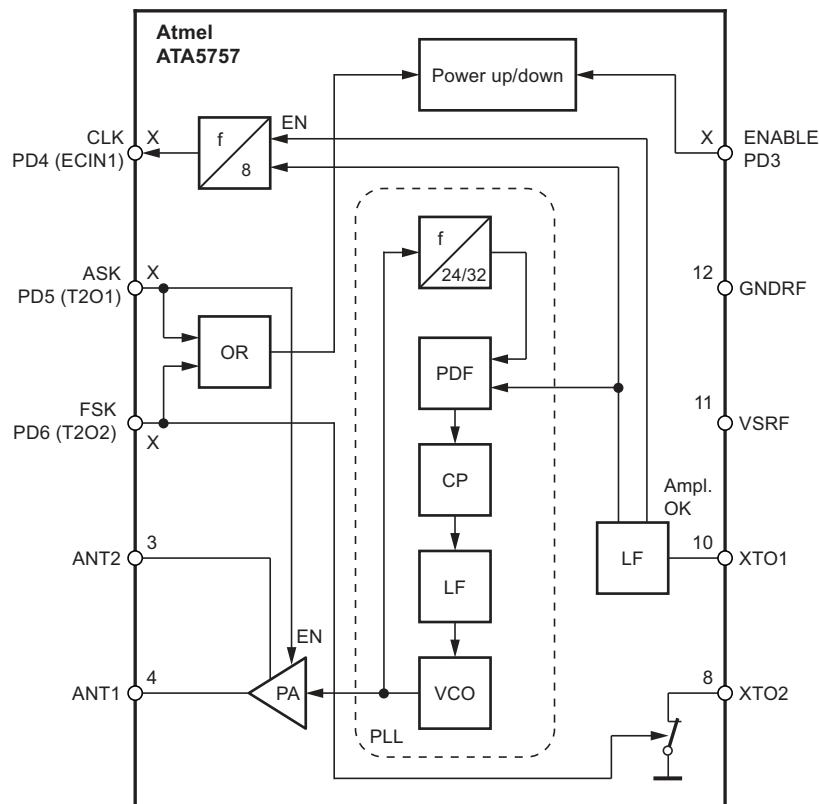 Atmel
ATA5757
Power up/down
CLK
PD4 (ECIN1)
X
f
8
EN
X
ENABLE
PD3
f
24/32
ASK
PD5 (T2O1)
X
12
GNDRF
OR
PDF
FSK
PD6 (T2O2)
X
11
VSRF
CP
Ampl.
OK
ANT2
3
LF
LF
10
XTO1
EN
ANT1
4
PA
VCO
8
XTO2
PLL